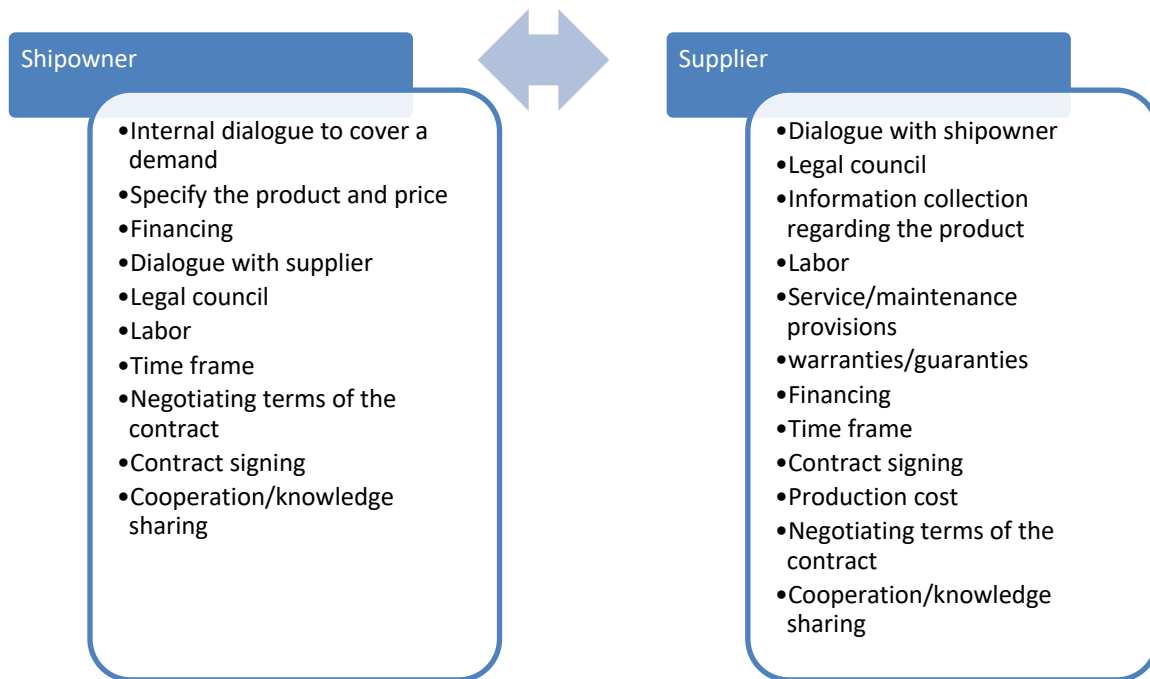 Shipowner
•Internal dialogue to cover a
demand
•Specify the product and price
•Financing
•Dialogue with supplier
•Legal council
•Labor
•Time frame
•Negotiating terms of the
contract
•Contract signing
•Cooperation/knowledge
sharing
Supplier
•Dialogue with shipowner
•Legal council
•Information collection
regarding the product
•Labor
•Service/maintenance
provisions
•warranties/guaranties
•Financing
•Time frame
•Contract signing
•Production cost
•Negotiating terms of the
contract
•Cooperation/knowledge
sharing